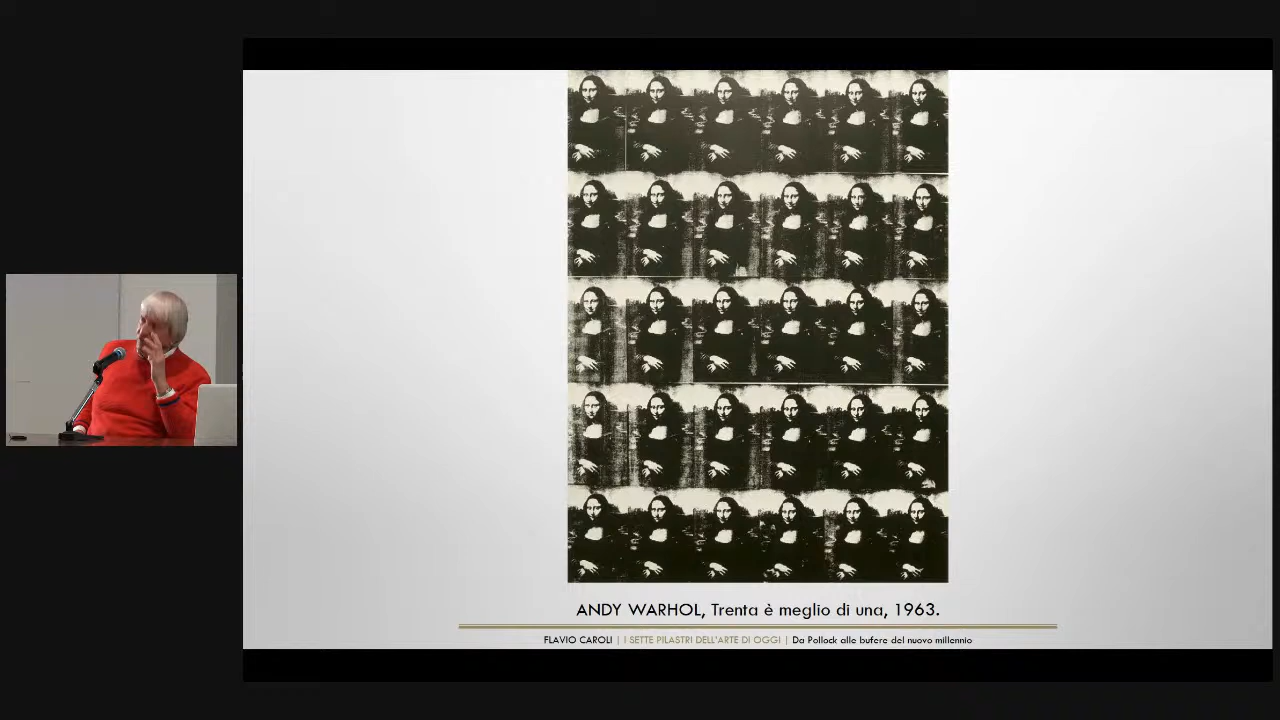 ANDY WARHOL, Trenta è meglio di una, 1963.
FLAVIO CAROLI | I SETTE PILASTRI DELL'ARTE DI OGGI | Da Pollock alle bufere del nuovo millennio